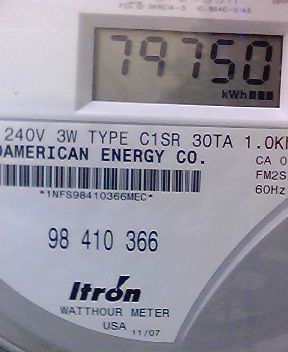 79750
kWh
240V 3W TYPE C1SR 30TA 1.0
AMERICAN ENERGY CO.
CA
FM2S
60Hz
*1NFS98410366MEC*
98 410 366
Itron
WATTHOUR METER
USA 11/07